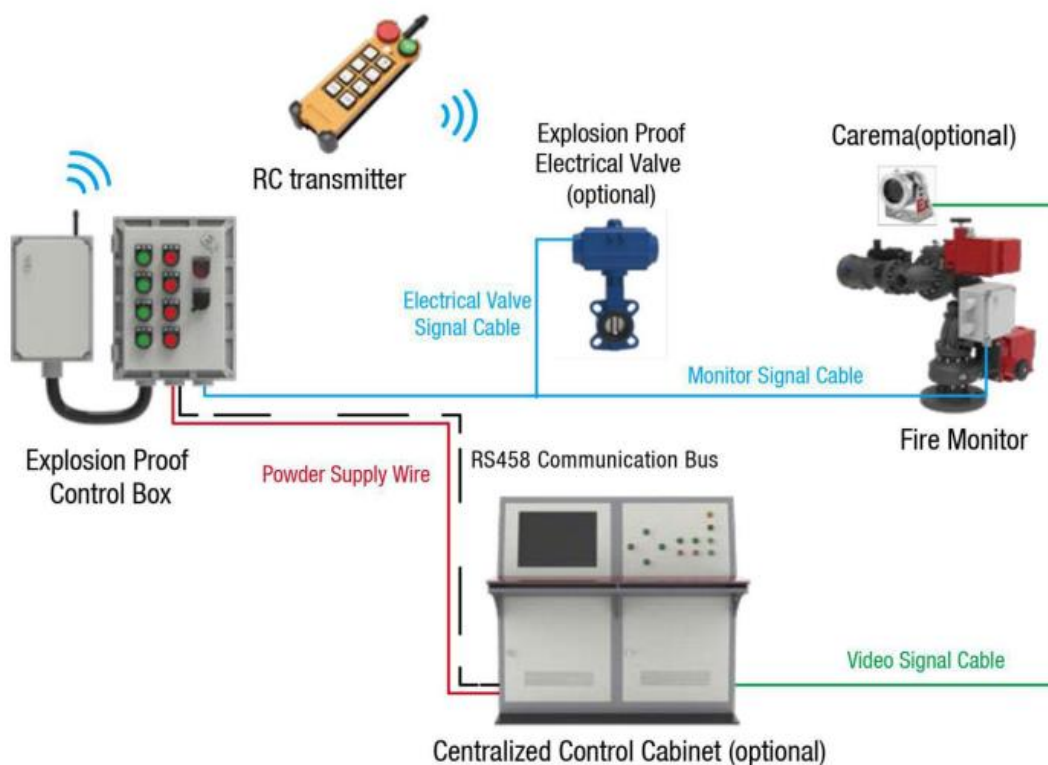 RC transmitter
Explosion Proof
Electrical Valve
(optional)
Carema(optional)
Electrical Valve
Signal Cable
Monitor Signal Cable
Fire Monitor
Explosion Proof
Control Box
Powder Supply Wire
RS458 Communication Bus
Video Signal Cable
Centralized Control Cabinet (optional)